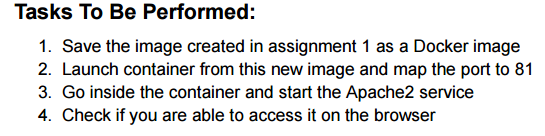 Tasks To Be Performed:
1. Save the image created in assignment 1 as a Docker image
2. Launch container from this new image and map the port to 81
3. Go inside the container and start the Apache2 service
4. Check if you are able to access it on the browser